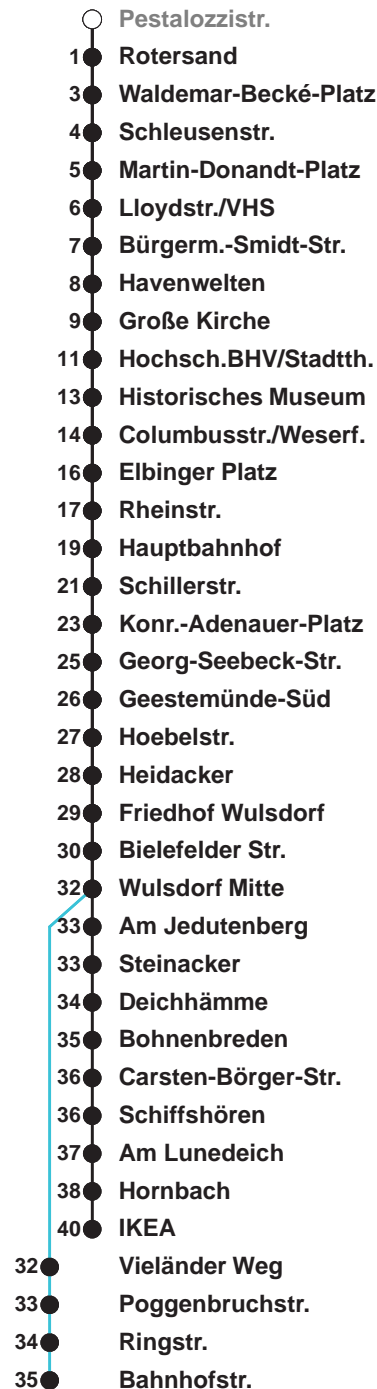 Pestalozzistr.
1 Rotersand
3 Waldemar-Becké-Platz
4 Schleusenstr.
5 Martin-Donandt-Platz
6 Lloydstr./VHS
7 Bürgerm.-Smidt-Str.
8 Havenwelten
9 Große Kirche
11 Hochsch.BHV/Stadtth.
13 Historisches Museum
14 Columbusstr./Weserf.
16 Elbinger Platz
17 Rheinstr.
19 Hauptbahnhof
21 Schillerstr.
23 Konr.-Adenauer-Platz
25 Georg-Seebeck-Str.
26 Geestemünde-Süd
27 Hoebelstr.
28 Heidacker
29 Friedhof Wulsdorf
30 Bielefelder Str.
32 Wulsdorf Mitte
33 Am Jedutenberg
33 Steinacker
34 Deichhämme
35 Bohnenbreden
36 Carsten-Börger-Str.
36 Schiffshören
37 Am Lunedeich
38 Hornbach
40 IKEA
32 Vieländer Weg
33 Poggenbruchstr.
34 Ringstr.
35 Bahnhofstr.